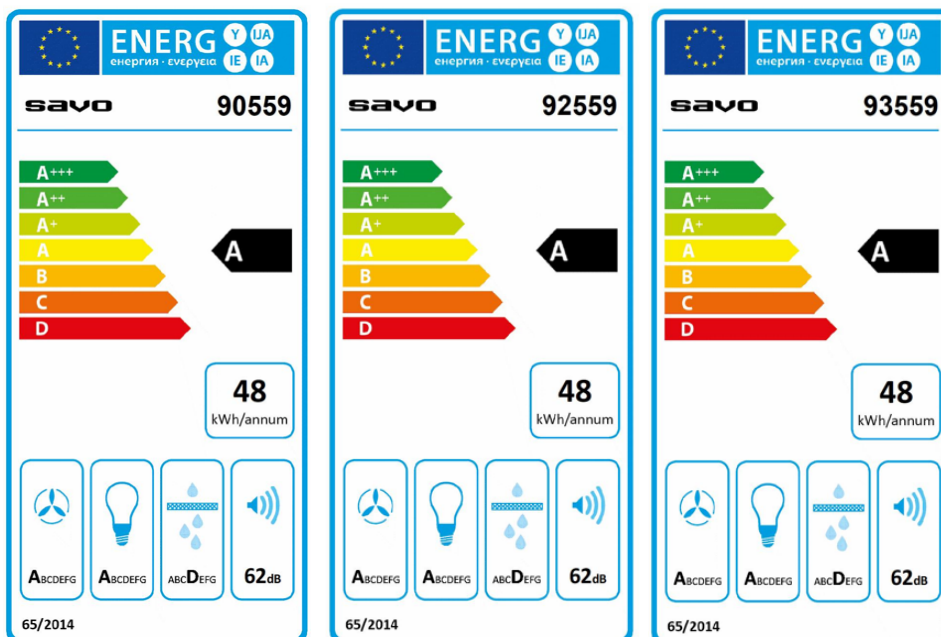 ENERG Y IJA
енергия · ενεργεια IE IA
savo 90559
A+++
A++
A+
A A
B
C
D
48
kWh/annum
ABCDEFG ABCDEFG ABCDEFG 62dB
65/2014
ENERG Y IJA
енергия · ενεργεια IE IA
savo 92559
A+++
A++
A+
A A
B
C
D
48
kWh/annum
ABCDEFG ABCDEFG ABCDEFG 62dB
65/2014
ENERG Y IJA
енергия · ενεργεια IE IA
savo 93559
A+++
A++
A+
A A
B
C
D
48
kWh/annum
ABCDEFG ABCDEFG ABCDEFG 62dB
65/2014